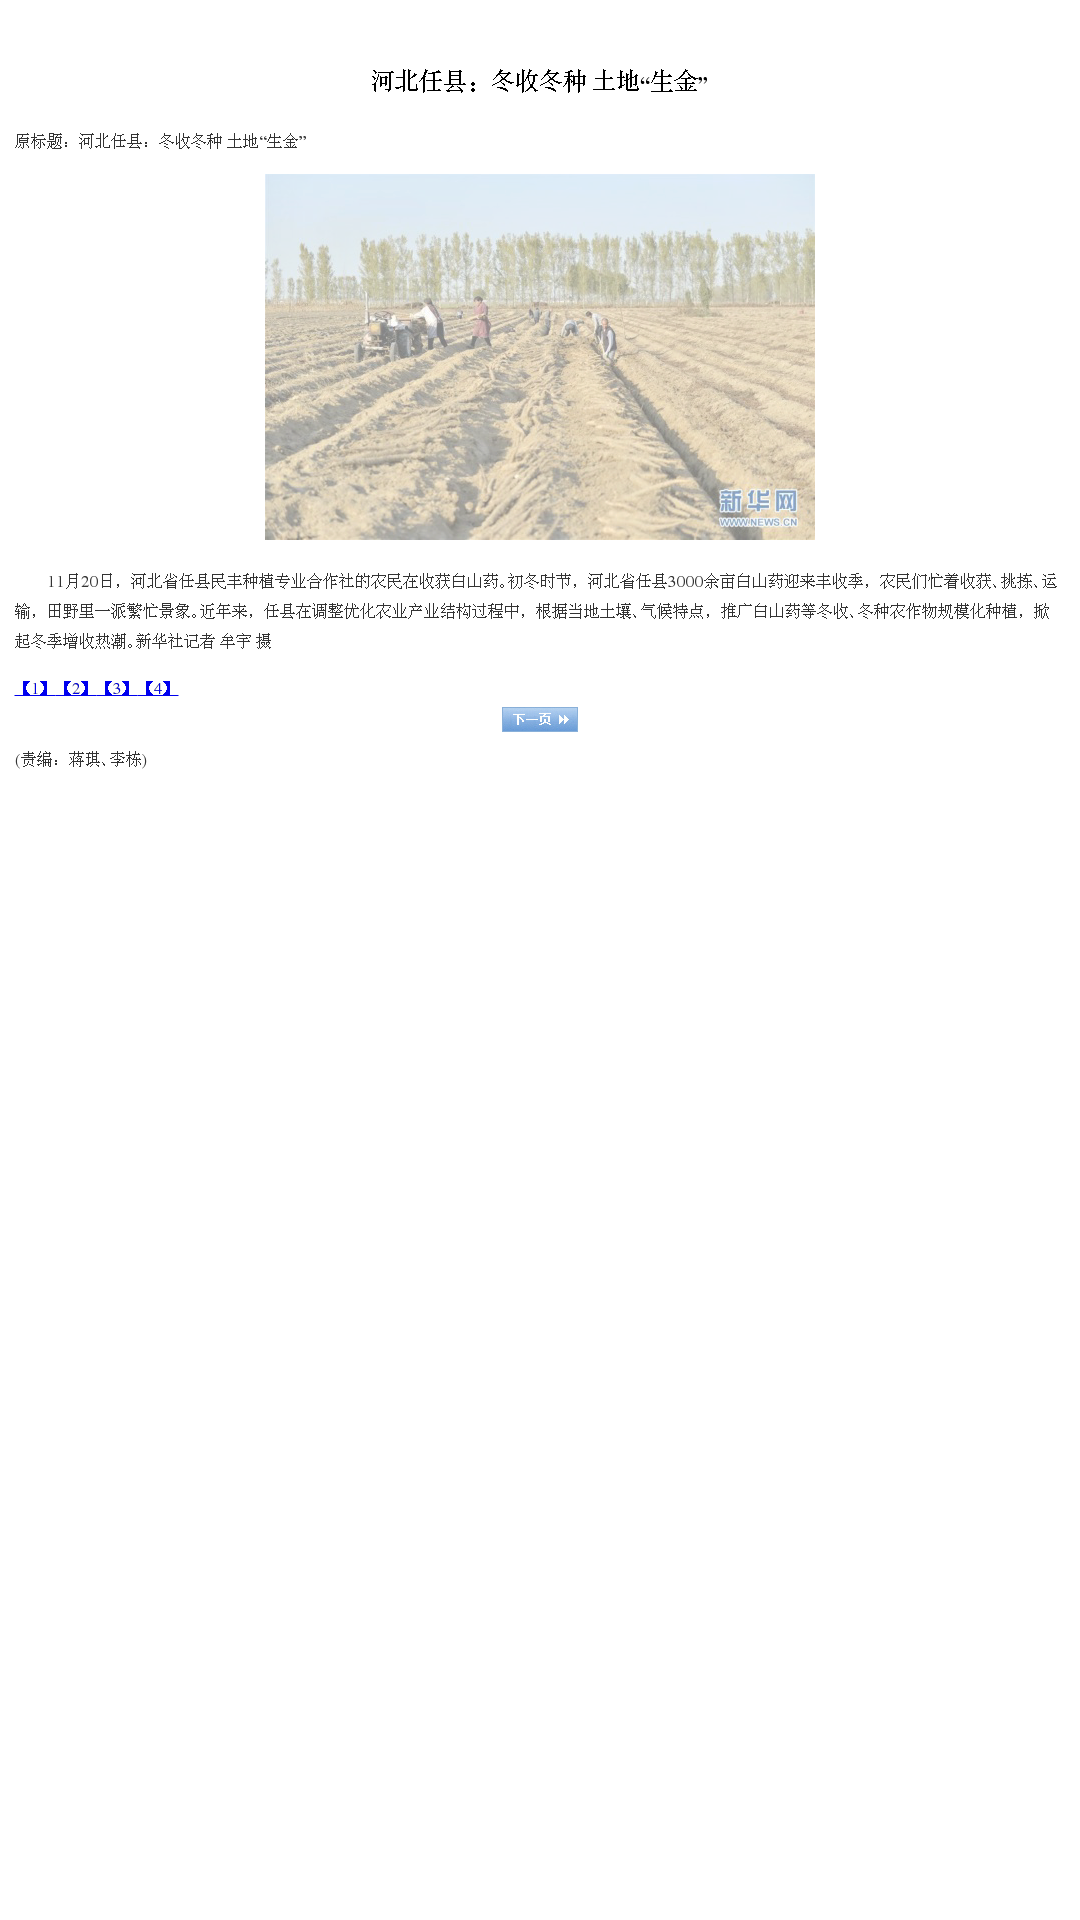 河北任县：冬收冬种 土地“生金”
原标题：河北任县：冬收冬种 土地“生金”
新华网
WWW.NEWS.CN
11月20日，河北省任县民丰种植专业合作社的农民在收获白山药。初冬时节，河北省任县3000余亩白山药迎来丰收季，农民们忙着收获、挑拣、运
输，田野里一派繁忙景象。近年来，任县在调整优化农业产业结构过程中，根据当地土壤、气候特点，推广白山药等冬收、冬种农作物规模化种植，掀
起冬季增收热潮。新华社记者 牟宇 摄
【1】【2】【3】【4】
下一页
(责编：蒋琪、李栋)